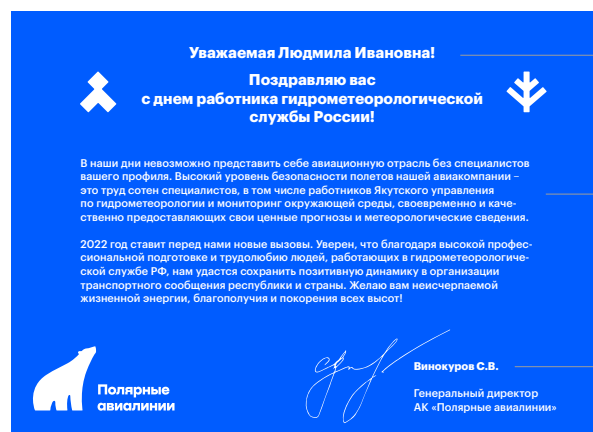 Уважаемая Людмила Ивановна!
Поздравляю вас
с днем работника гидрометеорологической
службы России!
В наши дни невозможно представить себе авиационную отрасль без специалистов
вашего профиля. Высокий уровень безопасности полетов нашей авиакомпании –
это труд сотен специалистов, в том числе работников Якутского управления
по гидрометеорологии и мониторинг окружающей среды, своевременно и каче-
ственно предоставляющих свои ценные прогнозы и метеорологические сведения.
2022 год ставит перед нами новые вызовы. Уверен, что благодаря высокой профес-
сиональной подготовке и трудолюбию людей, работающих в гидрометеорологиче-
ской службе РФ, нам удастся сохранить позитивную динамику в организации
транспортного сообщения республики и страны. Желаю вам неисчерпаемой
жизненной энергии, благополучия и покорения всех высот!
Полярные
авиалинии
Винокуров С.В.
Генеральный директор
АК «Полярные авиалинии»